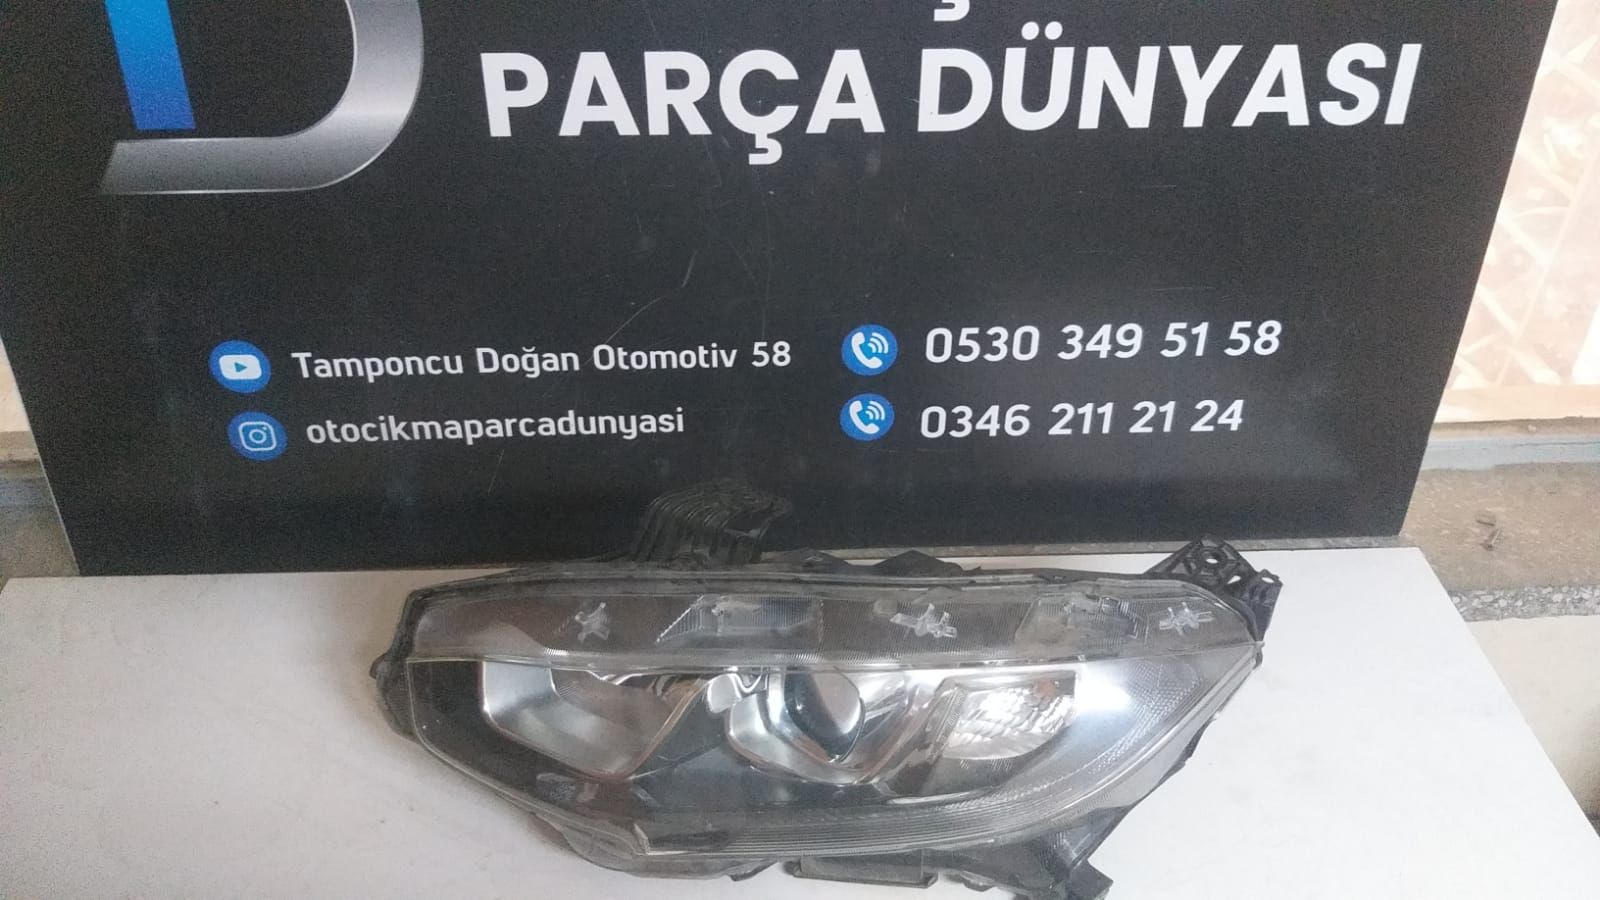 PARÇA DÜNYASI
Tamponcu Doğan Otomotiv 58
otocikmaparcadunyasi
0530 349 51 58
0346 211 21 24